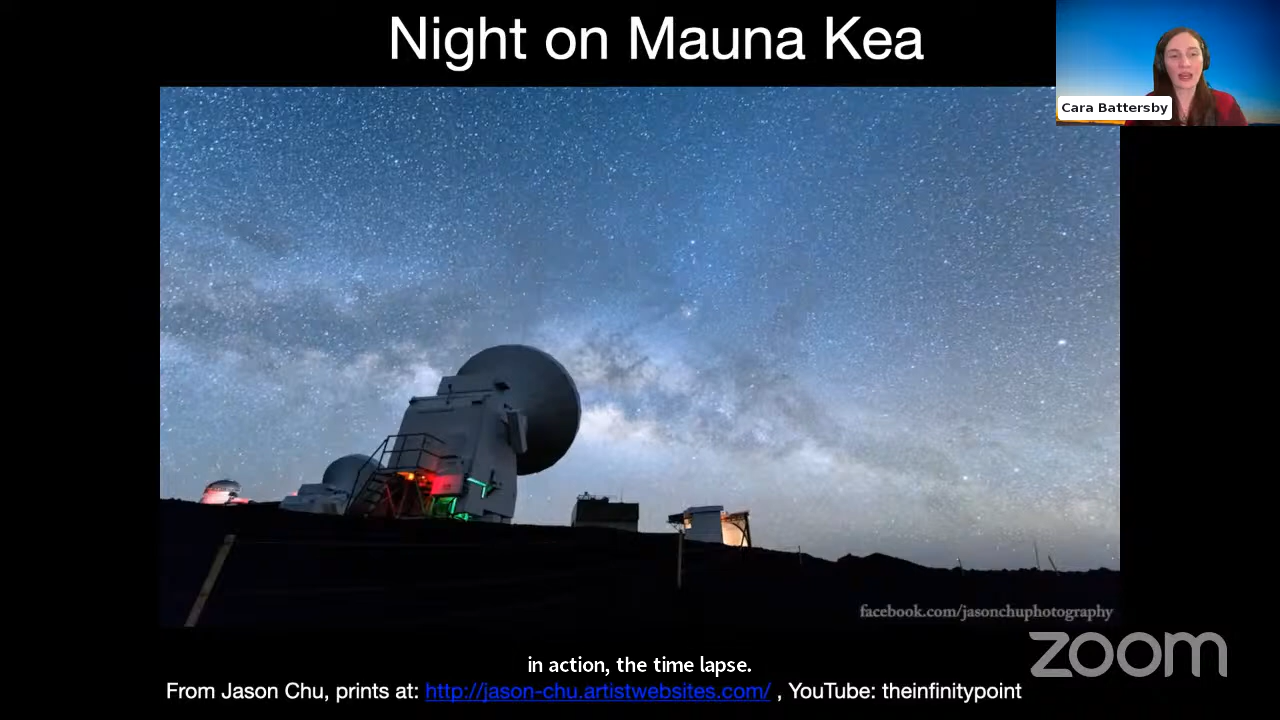 Night on Mauna Kea
Cara Battersby
facebook.com/jasonchuphotography
zoom
in action, the time lapse.
From Jason Chu, prints at: http://jason-chu.artistwebsites.com/ , YouTube: theinfinitypoint